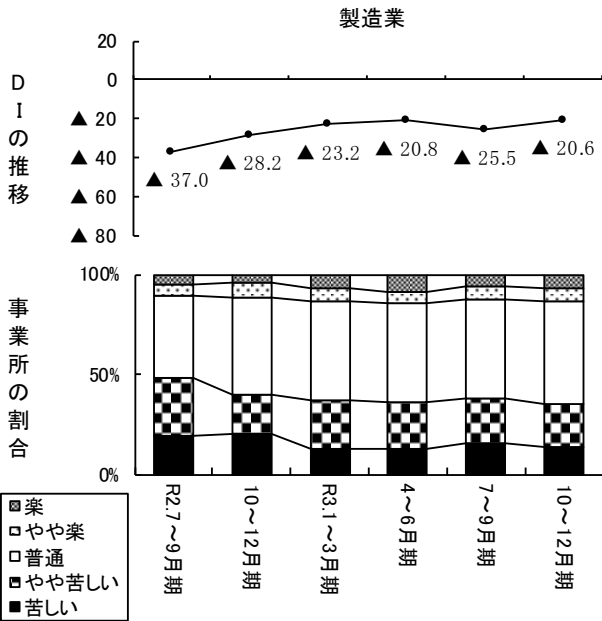 製造業
DIの推移
20
0
▲ 20
▲ 40
▲ 60
▲ 80
▲ 37.0
▲ 28.2
▲ 23.2
▲ 20.8
▲ 25.5
▲ 20.6
事業所の割合
100%
50%
0%
R2.7～9月期
10～12月期
R3.1～3月期
4～6月期
7～9月期
10～12月期
楽
やや楽
普通
やや苦しい
苦しい